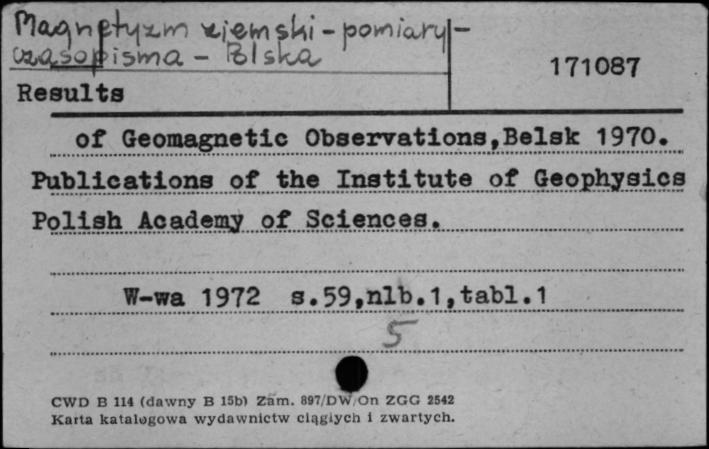 Magnetyzm ziemski - pomiary -
czasopisma - Polska
171087
Results
of Geomagnetic Observations,Belsk 1970.
Publications of the Institute of Geophysics
Polish Academy of Sciences.
W-wa 1972 s.59,nlb.1,tabl.1
5
CWD B 114 (dawny B 15b) Zam. 897/DW/On ZGG 2542
Karta katalogowa wydawnictw ciągłych i zwartych.